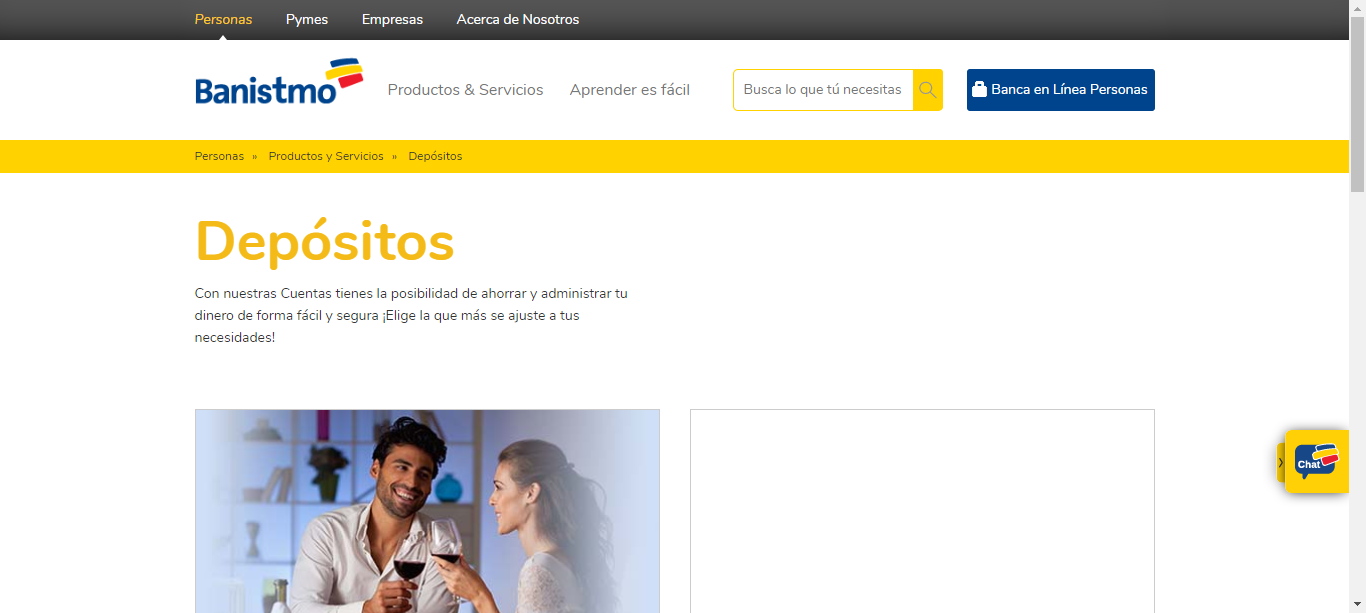 Personas Pymes Empresas Acerca de Nosotros
Banistmo Productos & Servicios Aprender es fácil Busca lo que tú necesitas Banca en Línea Personas
Personas » Productos y Servicios » Depósitos
Depósitos
Con nuestras Cuentas tienes la posibilidad de ahorrar y administrar tu
dinero de forma fácil y segura ¡Elige la que más se ajuste a tus
necesidades!
Chat